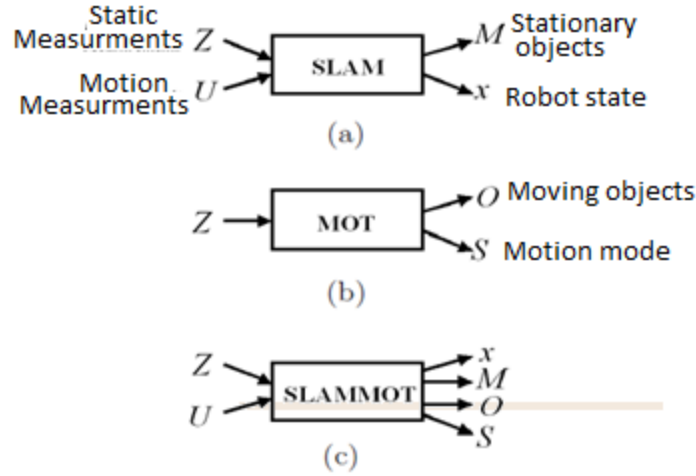 Static
Measurments Z
Motion
Measurments U
SLAM
M Stationary
objects
x Robot state
(a)
Z
MOT
O Moving objects
S Motion mode
(b)
Z
U
SLAMMOT
x
M
O
S
(c)